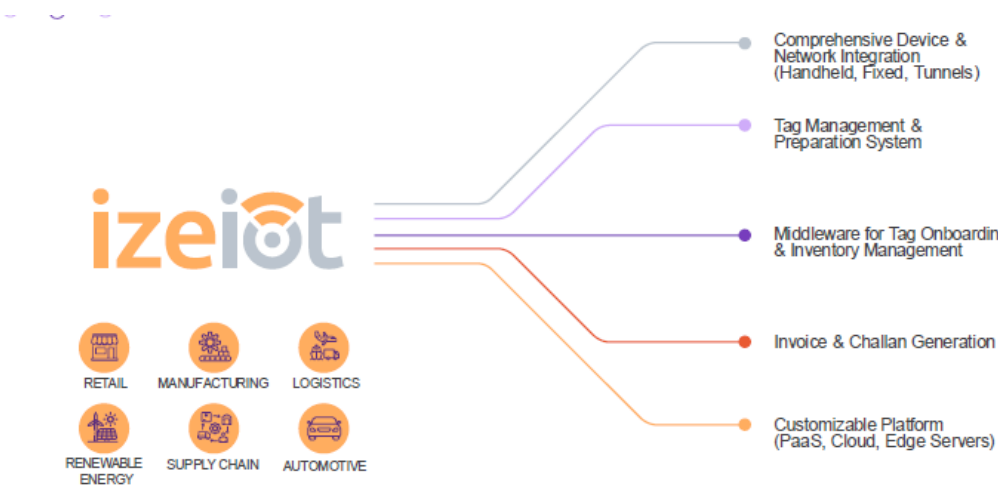 Comprehensive Device &
Network Integration
(Handheld, Fixed, Tunnels)
Tag Management &
Preparation System
izeiot
Middleware for Tag
& Inventory Management
Invoice & Challan Generation
Customizable Platform
(PaaS, Cloud, Edge Servers)
RETAIL
MANUFACTURING
LOGISTICS
RENEWABLE
ENERGY
SUPPLY CHAIN
AUTOMOTIVE